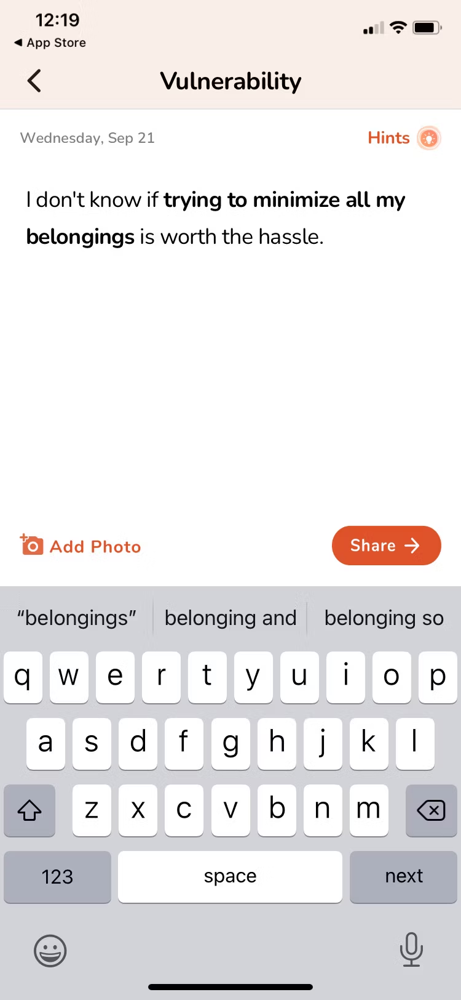 12:19
◀ App Store
Vulnerability
Wednesday, Sep 21
Hints
I don't know if trying to minimize all my
belongings is worth the hassle.
Add Photo
Share →
“belongings” belonging and belonging so
q w e r t y u i o p
a s d f g h j k l
z x c v b n m
123 space next